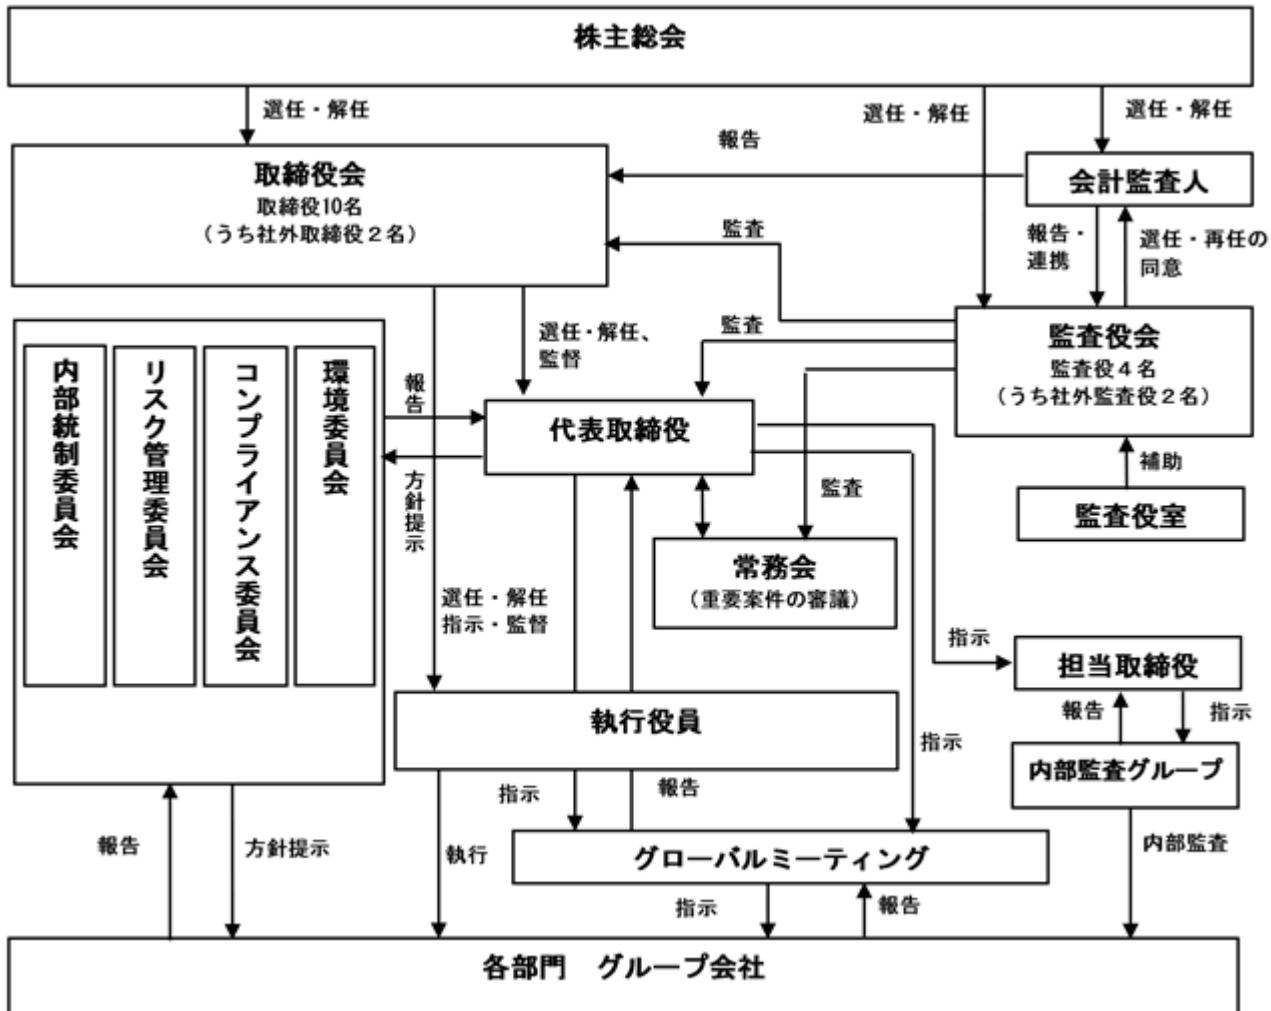 株主総会
選任・解任
選任・解任
選任・解任
報告
取締役会
取締役10名
（うち社外取締役２名）
会計監査人
監査
報告・
連携
選任・再任の
同意
選任・解任、
監督
監査
監査役会
監査役４名
（うち社外監査役２名）
内部統制委員会
リスク管理委員会
コンプライアンス委員会
環境委員会
報告
代表取締役
方針提示
監査
補助
監査役室
常務会
（重要案件の審議）
選任・解任
指示・監督
指示
担当取締役
執行役員
報告
指示
指示
内部監査グループ
指示
報告
報告
方針提示
執行
グローバルミーティング
内部監査
指示
報告
各部門　グループ会社